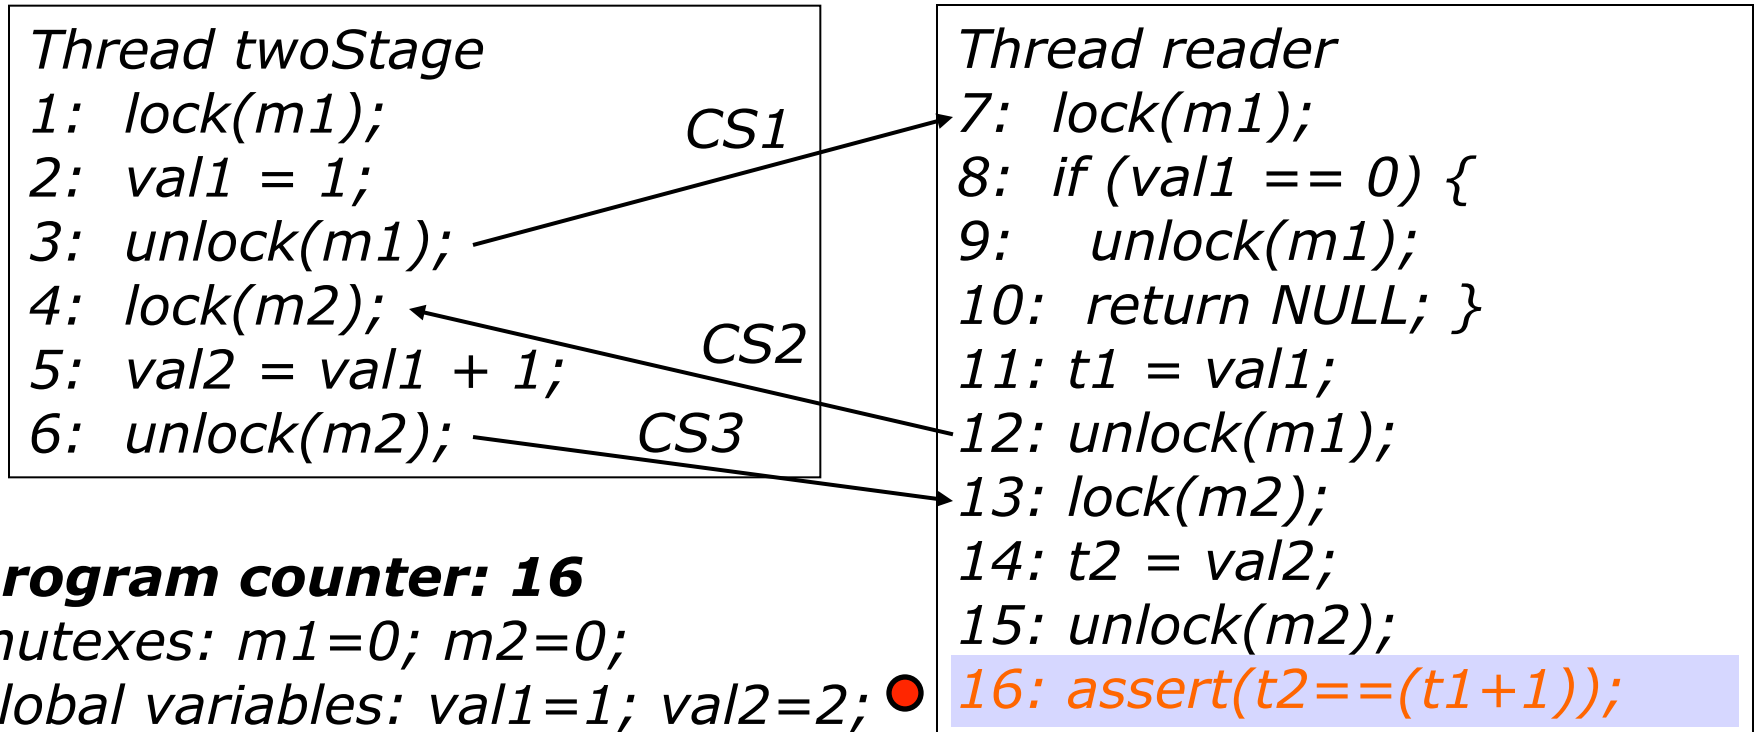 Thread twoStage
1: lock(m1);
2: val1 = 1;
3: unlock(m1);
4: lock(m2);
5: val2 = val1 + 1;
6: unlock(m2);
CS1
CS2
CS3
Thread reader
7: lock(m1);
8: if (val1 == 0) {
9: unlock(m1);
10: return NULL; }
11: t1 = val1;
12: unlock(m1);
13: lock(m2);
14: t2 = val2;
15: unlock(m2);
16: assert(t2==(t1+1));
rogram counter: 16
mutexes: m1=0; m2=0;
lobal variables: val1=1; val2=2;